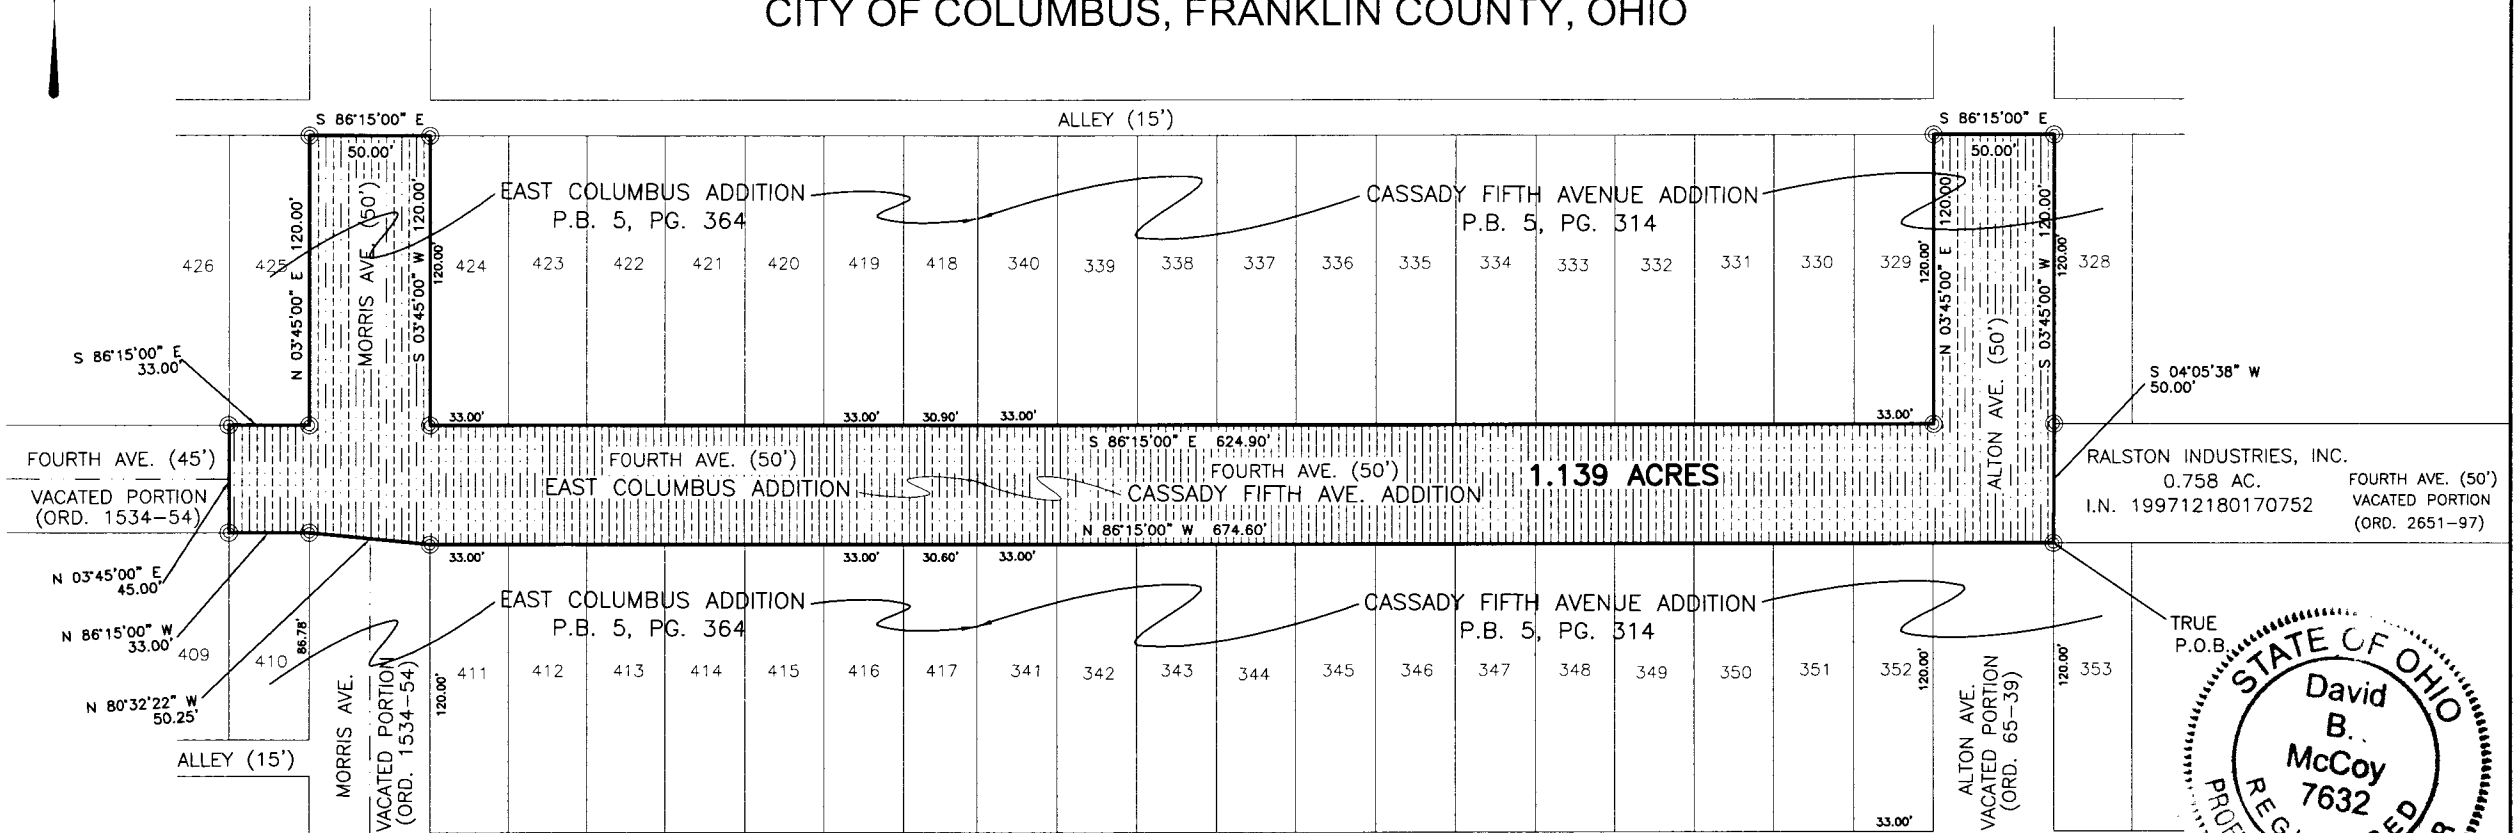 CITY OF COLUMBUS, FRANKLIN COUNTY, OHIO
ALLEY (15')
S 86°15'00" E
50.00'
S 86°15'00" E
50.00'
N 03°45'00" E 120.00'
MORRIS AVE. (50')
S 03°45'00" W 120.00'
120.00'
EAST COLUMBUS ADDITION
P.B. 5, PG. 364
CASSADY FIFTH AVENUE ADDITION
P.B. 5, PG. 314
120.00'
N 03°45'00" E 120.00'
ALTON AVE. (50')
S 03°45'00" W 120.00'
120.00'
426 425 424 423 422 421 420 419 418 340 339 338 337 336 335 334 333 332 331 330 329 328
S 86°15'00" E
33.00'
S 04°05'38" W
50.00'
33.00' 33.00' 30.90' 33.00' 33.00'
S 86°15'00" E 624.90'
FOURTH AVE. (45')
VACATED PORTION
(ORD. 1534-54)
FOURTH AVE. (50')
EAST COLUMBUS ADDITION
FOURTH AVE. (50')
CASSADY FIFTH AVE. ADDITION
1.139 ACRES
RALSTON INDUSTRIES, INC.
0.758 AC.
I.N. 199712180170752
FOURTH AVE. (50')
VACATED PORTION
(ORD. 2651-97)
N 86°15'00" W 674.60'
33.00' 33.00' 30.60' 33.00'
N 03°45'00" E
45.00'
N 86°15'00" W
33.00'
N 80°32'22" W
50.25'
86.78'
EAST COLUMBUS ADDITION
P.B. 5, PG. 364
CASSADY FIFTH AVENUE ADDITION
P.B. 5, PG. 314
TRUE
P.O.B.
409 410 411 412 413 414 415 416 417 341 342 343 344 345 346 347 348 349 350 351 352 353
120.00'
120.00'
120.00'
MORRIS AVE.
VACATED PORTION
(ORD. 1534-54)
ALTON AVE.
VACATED PORTION
(ORD. 65-39)
ALLEY (15')
33.00'
STATE OF OHIO
David
B.
McCoy
7632